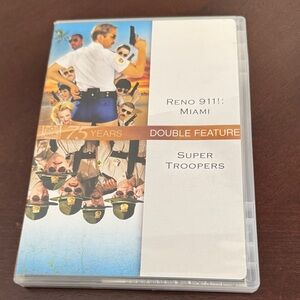 RENO 911!:
MIAMI
75 YEARS
DOUBLE FEATURE
SUPER
TROOPERS